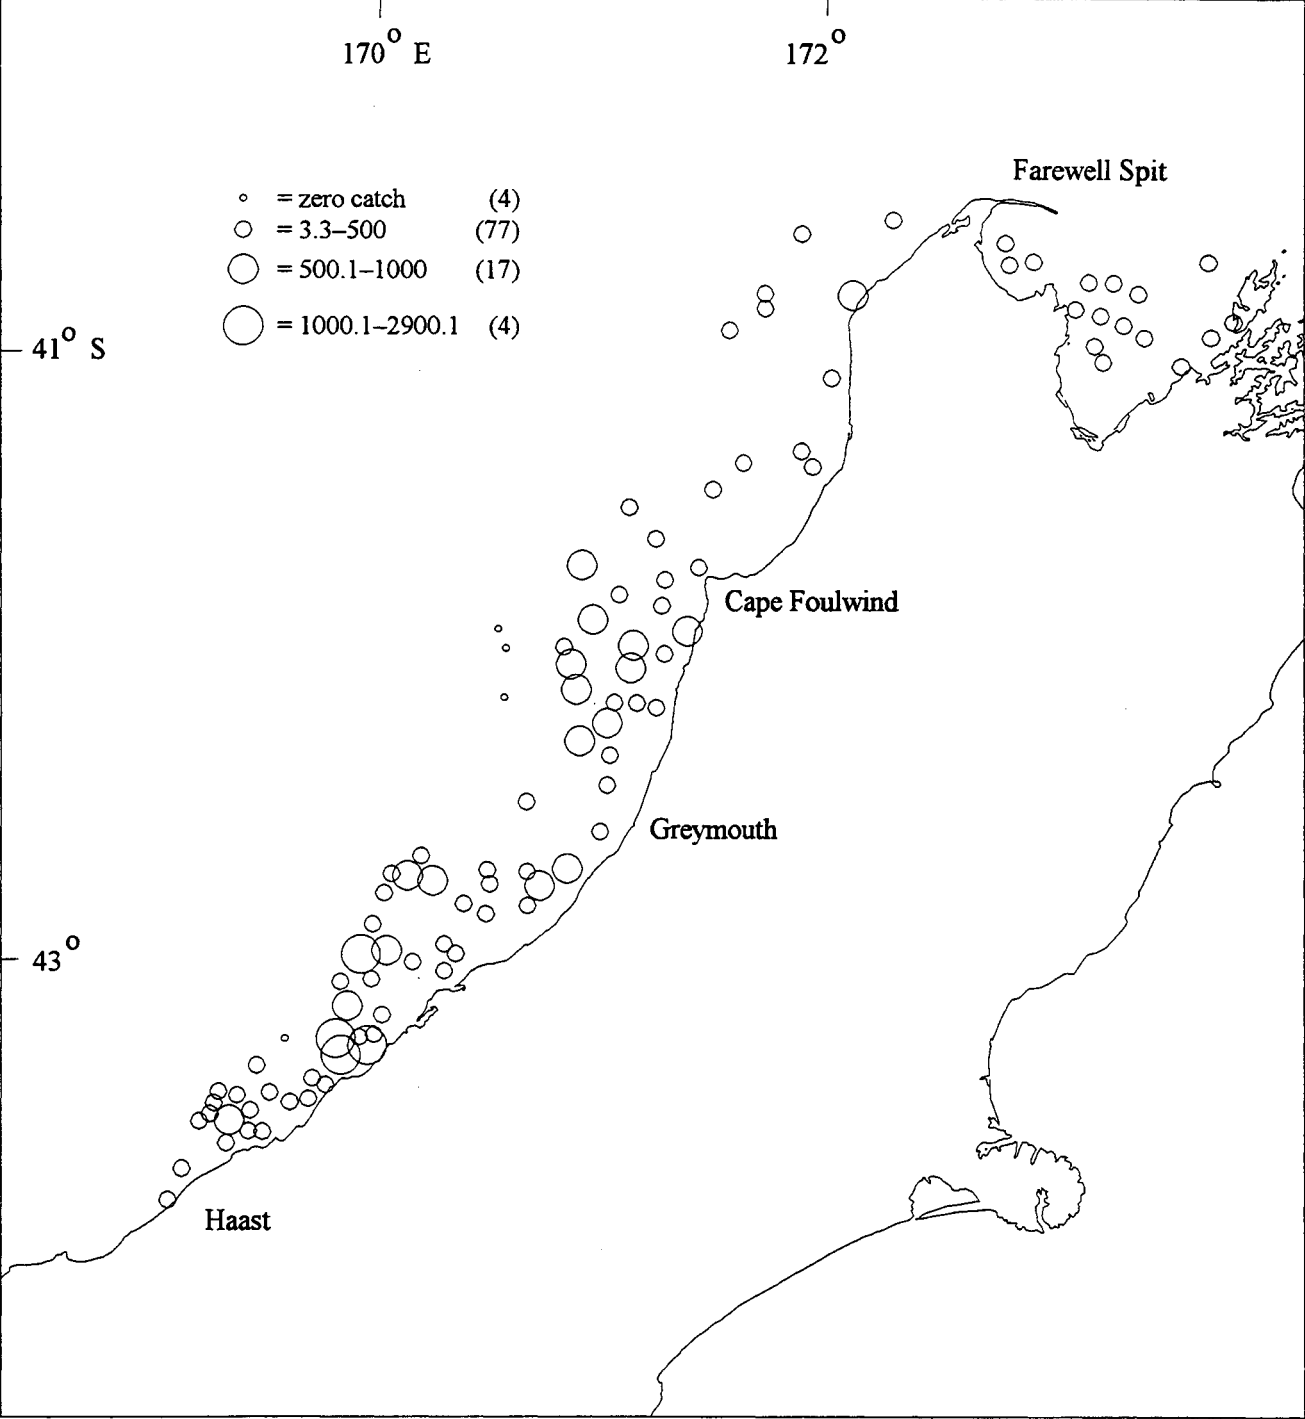 170° E 172°
Farewell Spit
= zero catch (4)
= 3.3–500 (77)
= 500.1–1000 (17)
= 1000.1–2900.1 (4)
41° S
Cape Foulwind
Greymouth
43°
Haast